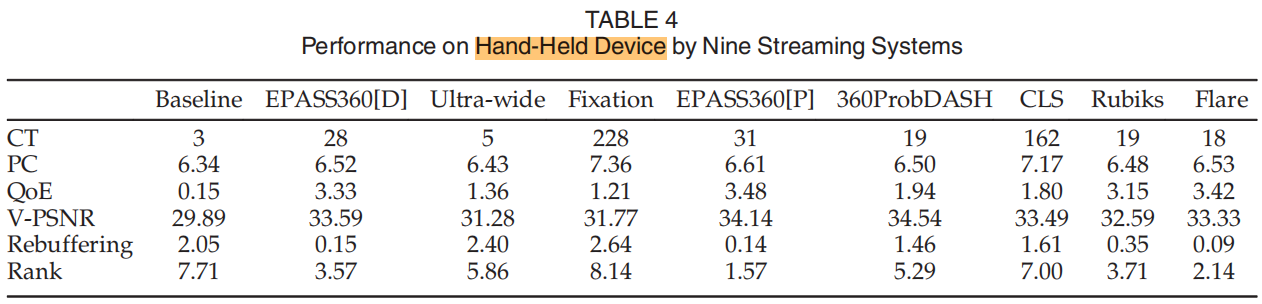 TABLE 4
Performance on Hand-Held Device by Nine Streaming Systems
Baseline EPASS360[D] Ultra-wide Fixation EPASS360[P] 360ProbDASH CLS Rubiks Flare
CT 3 28 5 228 31 19 162 19 18
PC 6.34 6.52 6.43 7.36 6.61 6.50 7.17 6.48 6.53
QoE 0.15 3.33 1.36 1.21 3.48 1.94 1.80 3.15 3.42
V-PSNR 29.89 33.59 31.28 31.77 34.14 34.54 33.49 32.59 33.33
Rebuffering 2.05 0.15 2.40 2.64 0.14 1.46 1.61 0.35 0.09
Rank 7.71 3.57 5.86 8.14 1.57 5.29 7.00 3.71 2.14